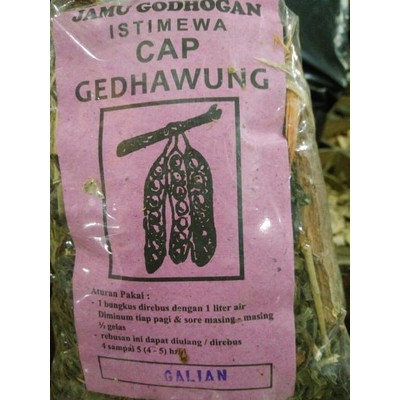 JAMU GODHOGAN
ISTIMEWA
CAP
GEDHAWUNG
Aturan Pakai :
- 1 bungkus direbus dengan 1 liter air
Diminum tiap pagi & sore masing - masing
½ gelas
- rebusan ini dapat diulang / direbus
4 sampai 5 (4 - 5) hari
GALIAN